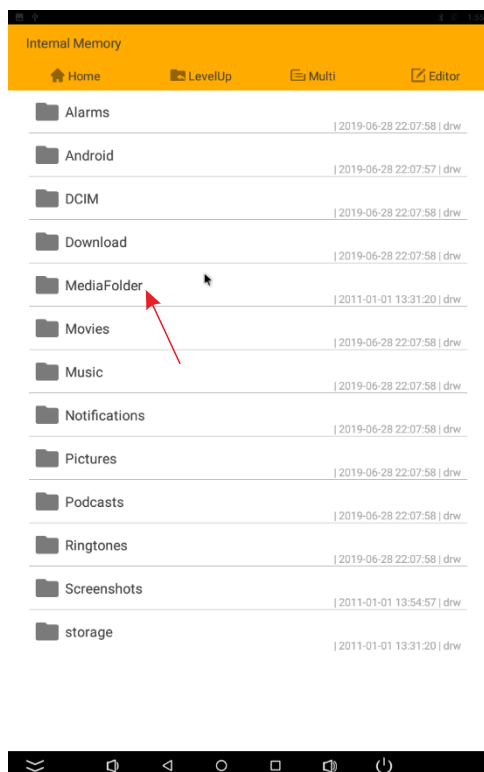 1:55
Internal Memory
Home LevelUp Multi Editor
Alarms
| 2019-06-28 22:07:58 | drw
Android
| 2019-06-28 22:07:57 | drw
DCIM
| 2019-06-28 22:07:58 | drw
Download
| 2019-06-28 22:07:58 | drw
MediaFolder
| 2011-01-01 13:31:20 | drw
Movies
| 2019-06-28 22:07:58 | drw
Music
| 2019-06-28 22:07:58 | drw
Notifications
| 2019-06-28 22:07:58 | drw
Pictures
| 2019-06-28 22:07:58 | drw
Podcasts
| 2019-06-28 22:07:58 | drw
Ringtones
| 2019-06-28 22:07:58 | drw
Screenshots
| 2011-01-01 13:54:57 | drw
storage
| 2011-01-01 13:31:20 | drw